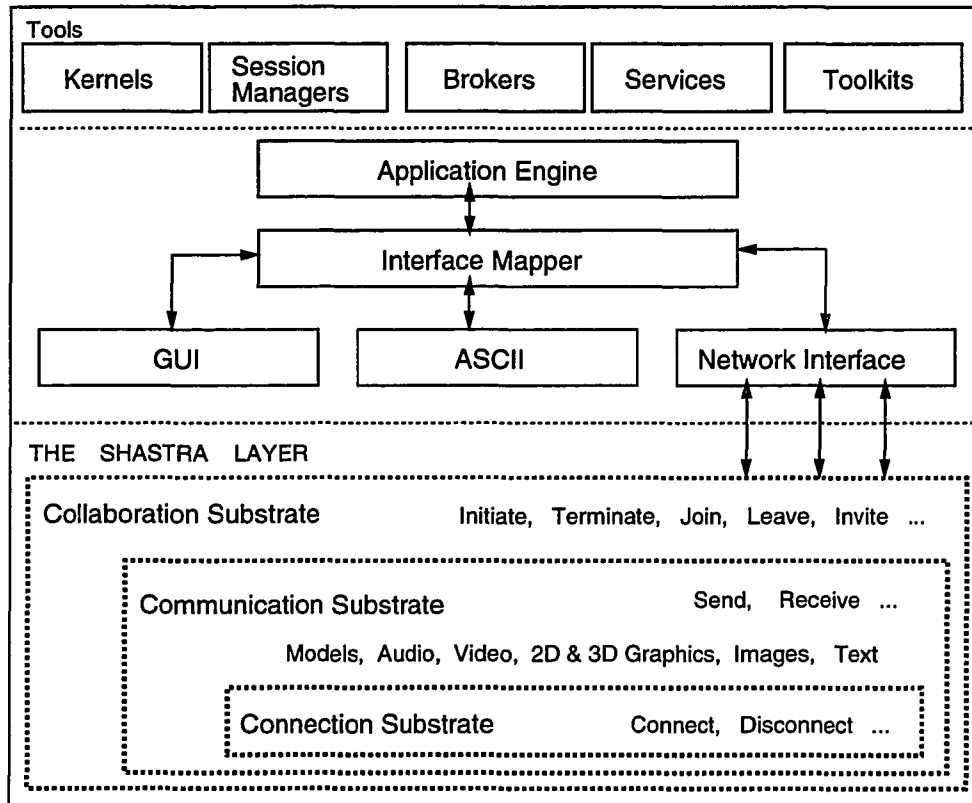 Tools
Kernels
Session
Managers
Brokers
Services
Toolkits
Application Engine
Interface Mapper
GUI
ASCII
Network Interface
THE SHASTRA LAYER
Collaboration Substrate
Initiate, Terminate, Join, Leave, Invite ...
Communication Substrate
Send, Receive ...
Models, Audio, Video, 2D & 3D Graphics, Images, Text
Connection Substrate
Connect, Disconnect ...